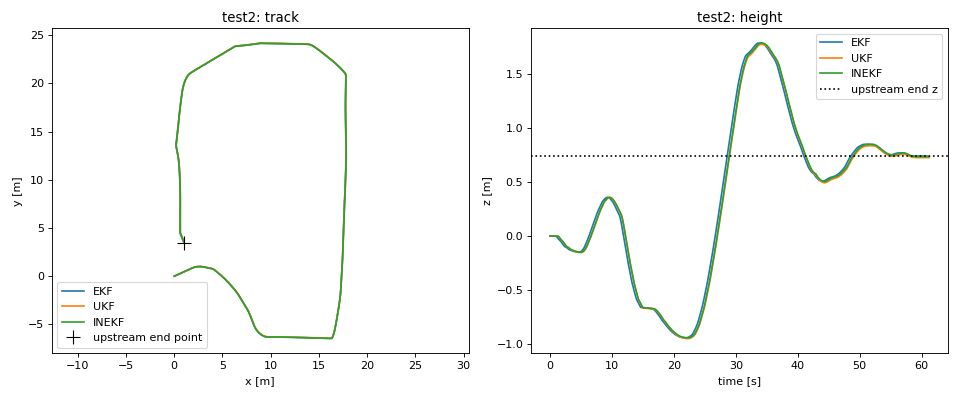 test2: track
y [m]
25
20
15
10
5
0
−5
EKF
UKF
INEKF
upstream end point
−10
−5
0
5
10
15
20
25
30
x [m]
test2: height
z [m]
1.5
1.0
0.5
0.0
−0.5
−1.0
EKF
UKF
INEKF
upstream end z
0
10
20
30
40
50
60
time [s]